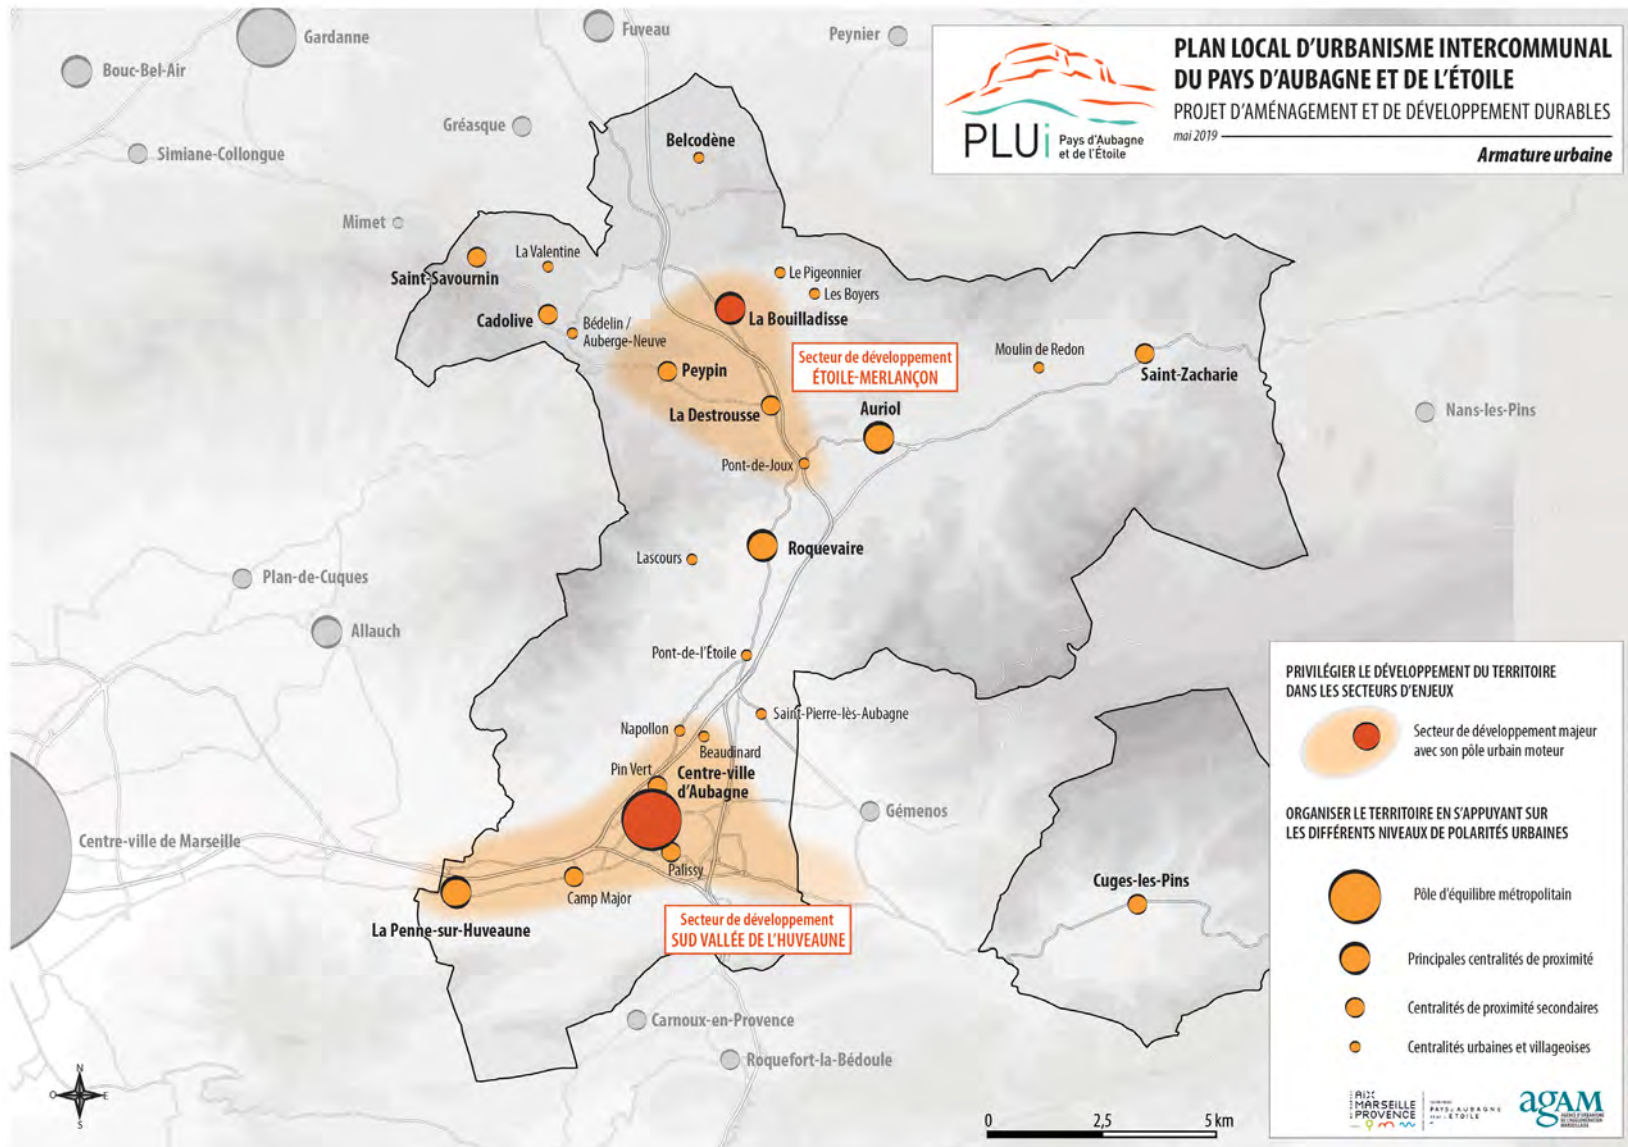 PLAN LOCAL D'URBANISME INTERCOMMUNAL
DU PAYS D'AUBAGNE ET DE L'ÉTOILE
PROJET D'AMÉNAGEMENT ET DE DÉVELOPPEMENT DURABLES
mai 2019
Armature urbaine
PLUi
Pays d'Aubagne
et de l'Étoile
Gardanne
Fuveau
Peynier
Bouc-Bel-Air
Gréasque
Simiane-Collongue
Belcodène
Mimet
La Valentine
Saint-Savournin
Le Pigeonnier
Les Boyers
Cadolive
Bédelin /
Auberge-Neuve
La Bouilladisse
Secteur de développement
ÉTOILE-MERLANÇON
Moulin de Redon
Peypin
Saint-Zacharie
La Destrousse
Auriol
Nans-les-Pins
Pont-de-Joux
Roquevaire
Lascours
Plan-de-Cuques
Allauch
Pont-de-l'Étoile
Saint-Pierre-lès-Aubagne
Napollon
Beaudinard
Pin Vert
Centre-ville
d'Aubagne
Gémenos
Centre-ville de Marseille
Palissy
Camp Major
Cuges-les-Pins
La Penne-sur-Huveaune
Secteur de développement
SUD VALLÉE DE L'HUVEAUNE
Carnoux-en-Provence
Roquefort-la-Bédoule
PRIVILÉGIER LE DÉVELOPPEMENT DU TERRITOIRE
DANS LES SECTEURS D'ENJEUX
Secteur de développement majeur
avec son pôle urbain moteur
ORGANISER LE TERRITOIRE EN S'APPUYANT SUR
LES DIFFÉRENTS NIVEAUX DE POLARITÉS URBAINES
Pôle d'équilibre métropolitain
Principales centralités de proximité
Centralités de proximité secondaires
Centralités urbaines et villageoises
N
O
E
S
0
2,5
5 km
AIX
MARSEILLE
PROVENCE
PAYS D'AUBAGNE
ET DE L'ÉTOILE
agAM